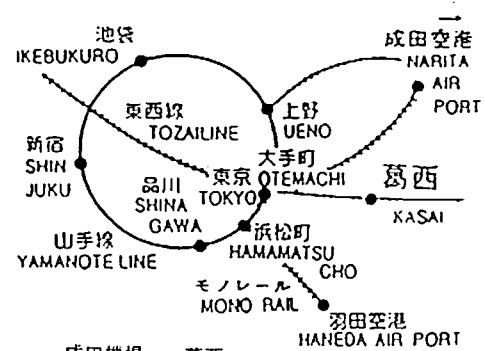 池袋
IKEBUKURO
成田空港
NARITA
AIR
PORT
東西線
TOZAILINE
上野
UENO
新宿
SHIN
JUKU
大手町
OTEMACHI
東京
TOKYO
品川
SHINA
GAWA
葛西
KASAI
浜松町
HAMAMATSU
CHO
山手線
YAMANOTE LINE
モノレール
MONO RAIL
羽田空港
HANEDA AIR PORT